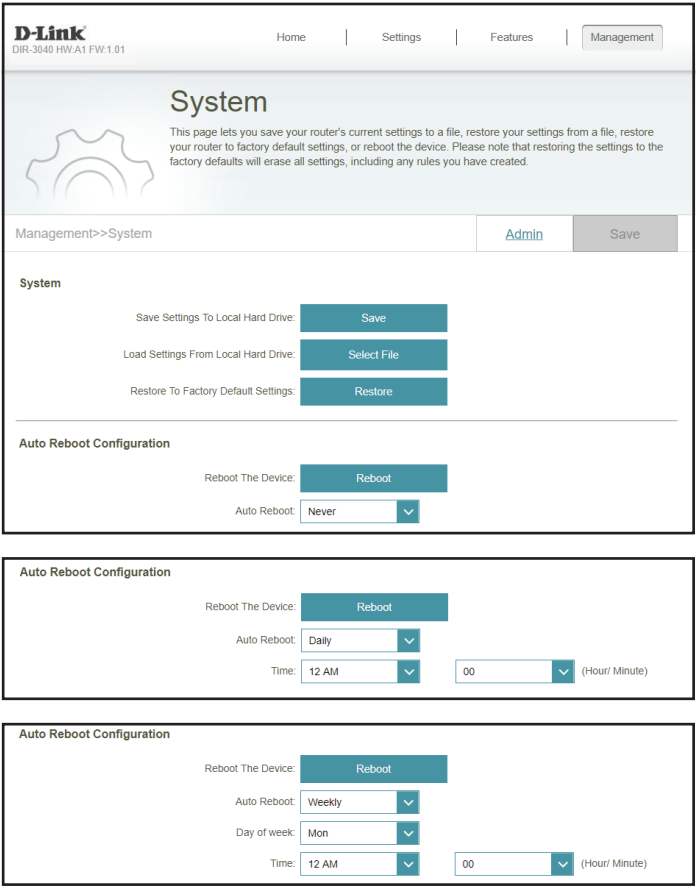 D-Link
DIR-3040 HW:A1 FW:1.01
Home
Settings
Features
Management
System
This page lets you save your router's current settings to a file, restore your settings from a file, restore
your router to factory default settings, or reboot the device. Please note that restoring the settings to the
factory defaults will erase all settings, including any rules you have created.
Management>>System
Admin
Save
System
Save Settings To Local Hard Drive: Save
Load Settings From Local Hard Drive: Select File
Restore To Factory Default Settings: Restore
Auto Reboot Configuration
Reboot The Device: Reboot
Auto Reboot: Never
Auto Reboot Configuration
Reboot The Device: Reboot
Auto Reboot: Daily
Time: 12 AM 00 (Hour/ Minute)
Auto Reboot Configuration
Reboot The Device: Reboot
Auto Reboot: Weekly
Day of week: Mon
Time: 12 AM 00 (Hour/ Minute)